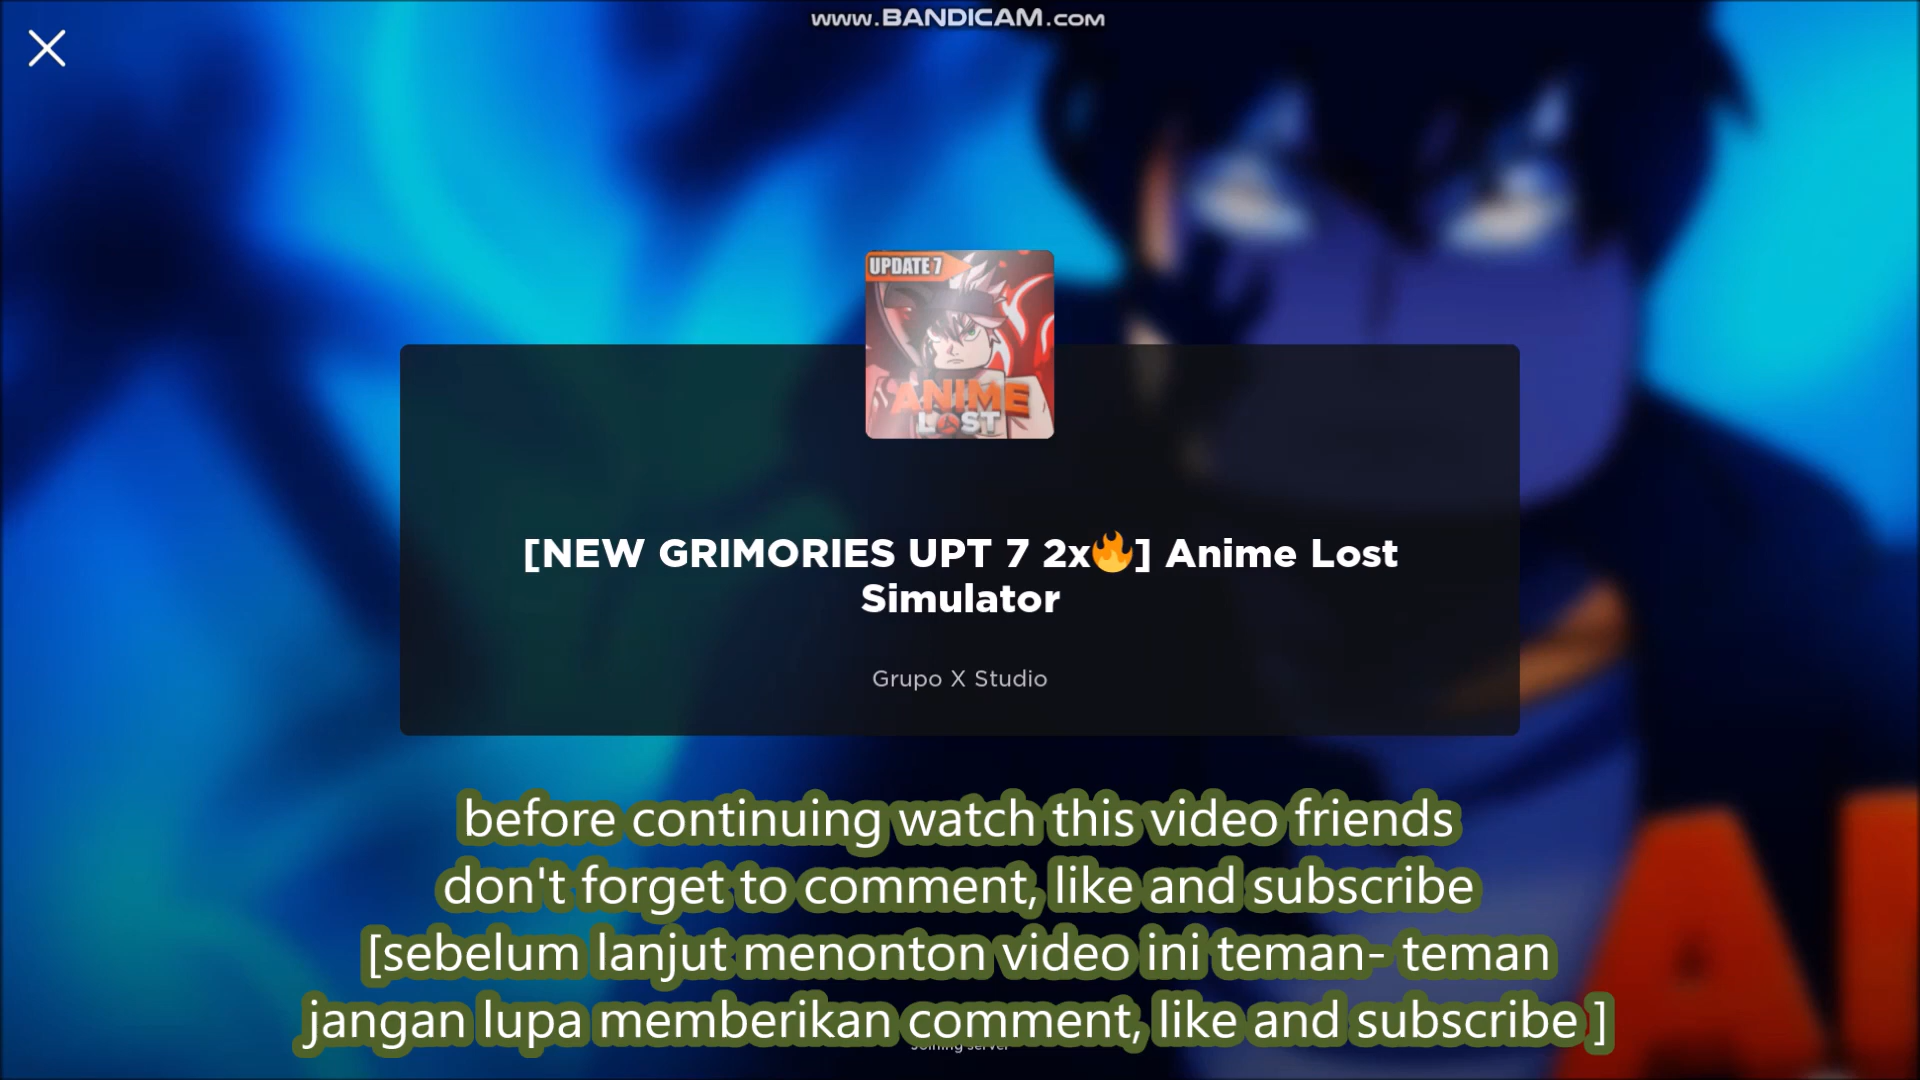 www.BANDICAM.com
UPDATE 7
ANIME
LOST
[NEW GRIMORIES UPT 7 2x🔥] Anime Lost
Simulator
Grupo X Studio
before continuing watch this video friends
don't forget to comment, like and subscribe
[sebelum lanjut menonton video ini teman- teman
jangan lupa memberikan comment, like and subscribe ]
Joining server